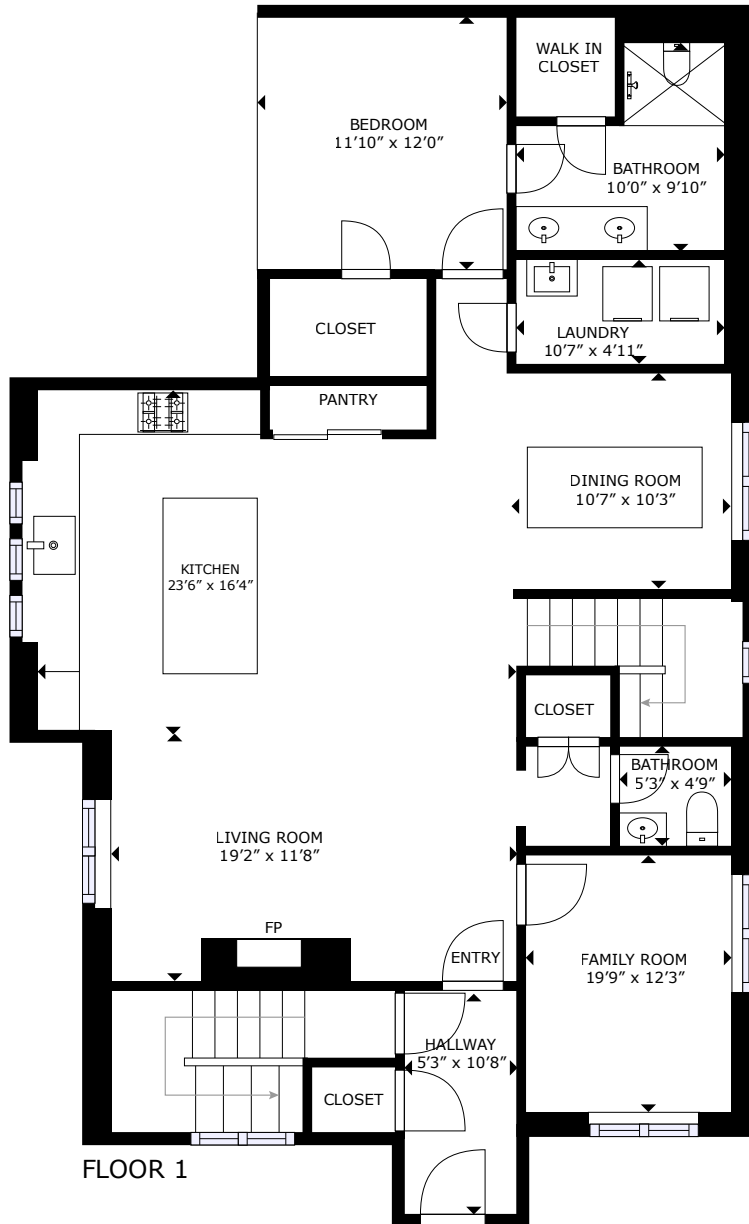 WALK IN
CLOSET
BEDROOM
11'10" x 12'0"
BATHROOM
10'0" x 9'10"
CLOSET
LAUNDRY
10'7" x 4'11"
PANTRY
DINING ROOM
10'7" x 10'3"
KITCHEN
23'6" x 16'4"
CLOSET
BATHROOM
5'3" x 4'9"
LIVING ROOM
19'2" x 11'8"
FP
ENTRY
FAMILY ROOM
19'9" x 12'3"
HALLWAY
5'3" x 10'8"
CLOSET
FLOOR 1